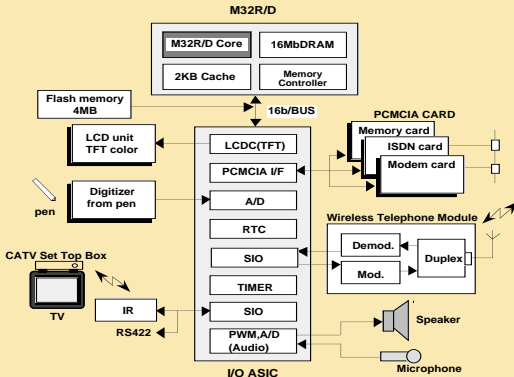 M32R/D
M32R/D Core
16MbDRAM
2KB Cache
Memory
Controller
Flash memory
4MB
16b/BUS
LCD unit
TFT color
Digitizer
from pen
pen
LCDC(TFT)
PCMCIA I/F
A/D
RTC
SIO
TIMER
SIO
PWM,A/D
(Audio)
I/O ASIC
PCMCIA CARD
Memory card
ISDN card
Modem card
Wireless Telephone Module
Demod.
Mod.
Duplex
CATV Set Top Box
TV
IR
RS422
Speaker
Microphone